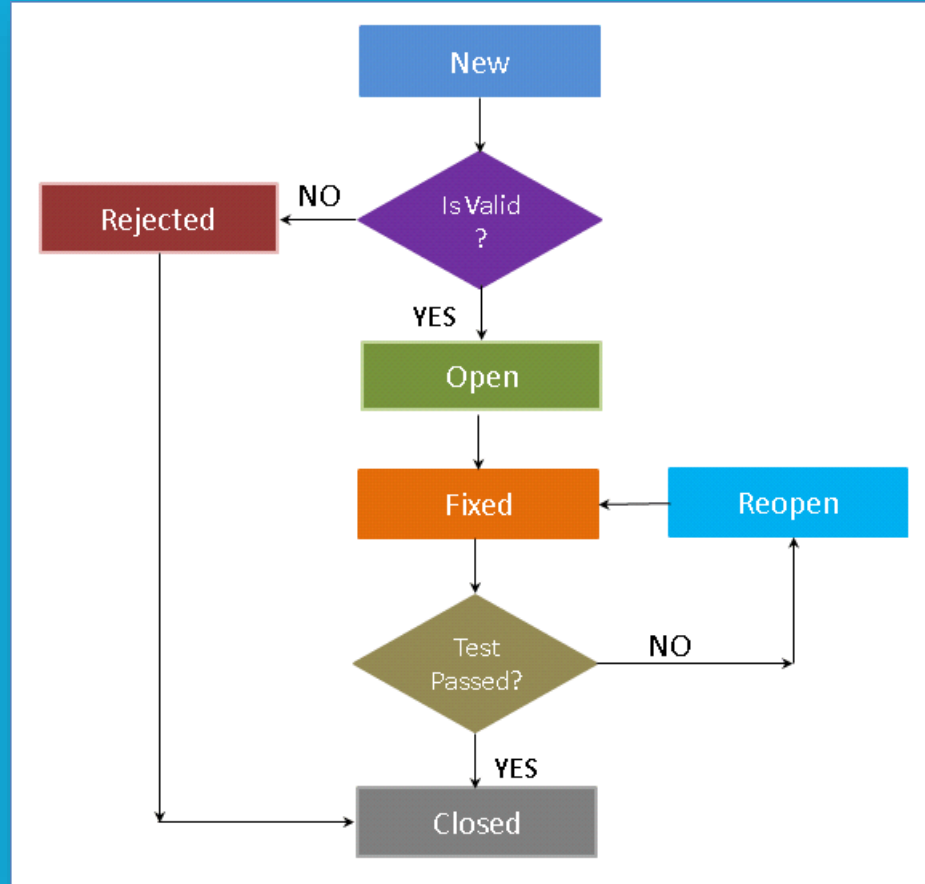 New
NO
Rejected
Is Valid
?
YES
Open
Fixed
Reopen
Test
Passed?
NO
YES
Closed